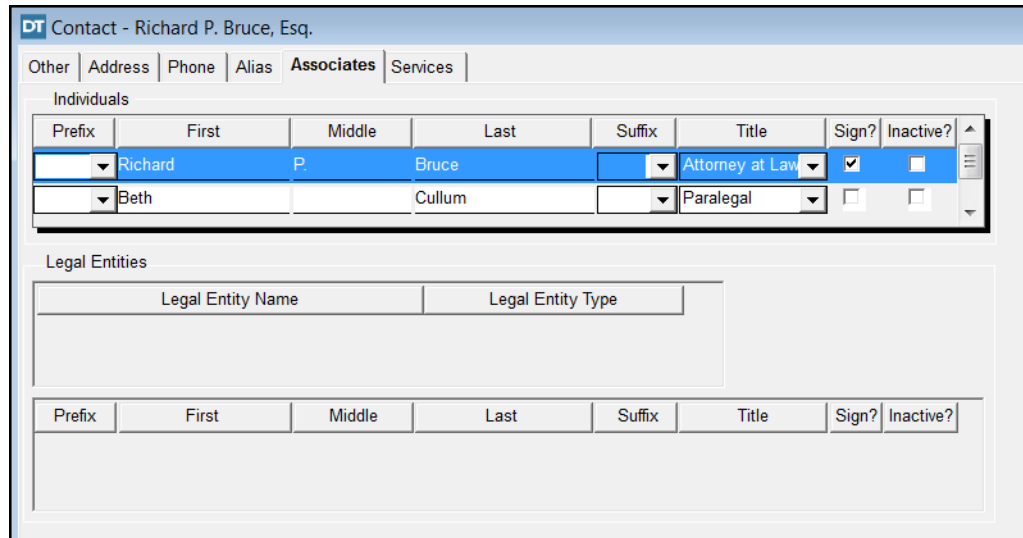 DT Contact - Richard P. Bruce, Esq.
Other Address Phone Alias Associates Services
Individuals
Prefix First Middle Last Suffix Title Sign? Inactive?
Richard P. Bruce Attorney at Law
Beth Cullum Paralegal
Legal Entities
Legal Entity Name Legal Entity Type
Prefix First Middle Last Suffix Title Sign? Inactive?